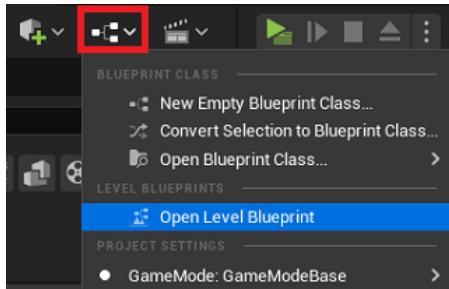 BLUEPRINT CLASS
New Empty Blueprint Class...
Convert Selection to Blueprint Class...
Open Blueprint Class...
LEVEL BLUEPRINTS
Open Level Blueprint
PROJECT SETTINGS
GameMode: GameModeBase